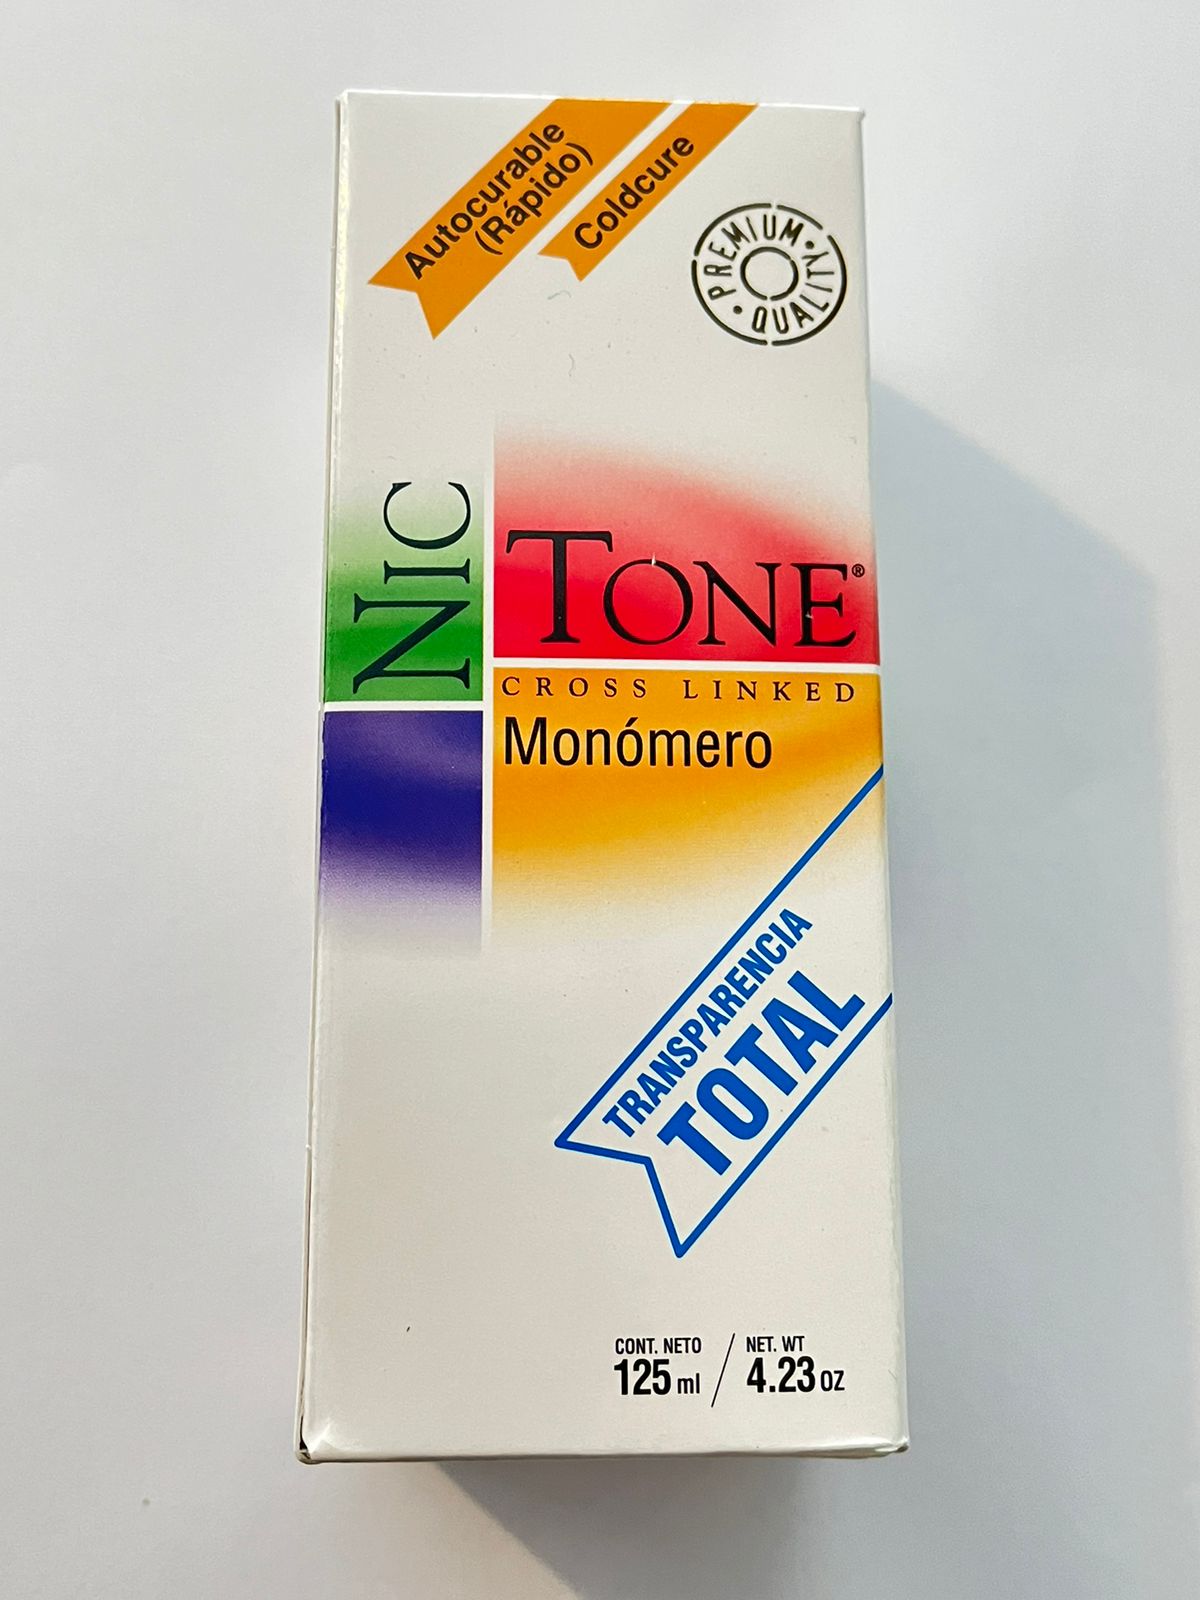 Autocurable
(Rápido)
Coldcure
PREMIUM • QUALITY •
NIC
TONE®
CROSS LINKED
Monómero
TRANSPARENCIA
TOTAL
CONT. NETO
125 ml
NET. WT
4.23 oz